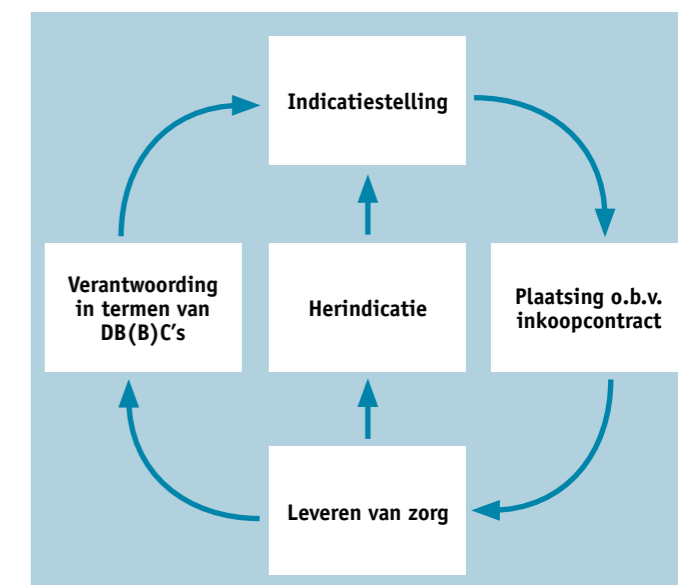 Indicatiestelling
Verantwoording
in termen van
DB(B)C's
Herindicatie
Plaatsing o.b.v.
inkoopcontract
Leveren van zorg